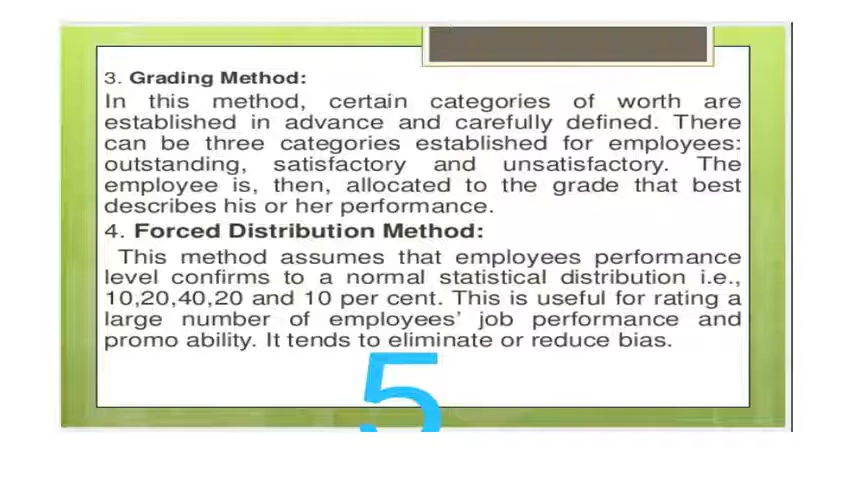 3. Grading Method:
In this method, certain categories of worth are
established in advance and carefully defined. There
can be three categories established for employees:
outstanding, satisfactory and unsatisfactory. The
employee is, then, allocated to the grade that best
describes his or her performance.
4. Forced Distribution Method:
This method assumes that employees performance
level confirms to a normal statistical distribution i.e.,
10,20,40,20 and 10 per cent. This is useful for rating a
large number of employees’ job performance and
promo ability. It tends to eliminate or reduce bias.
5